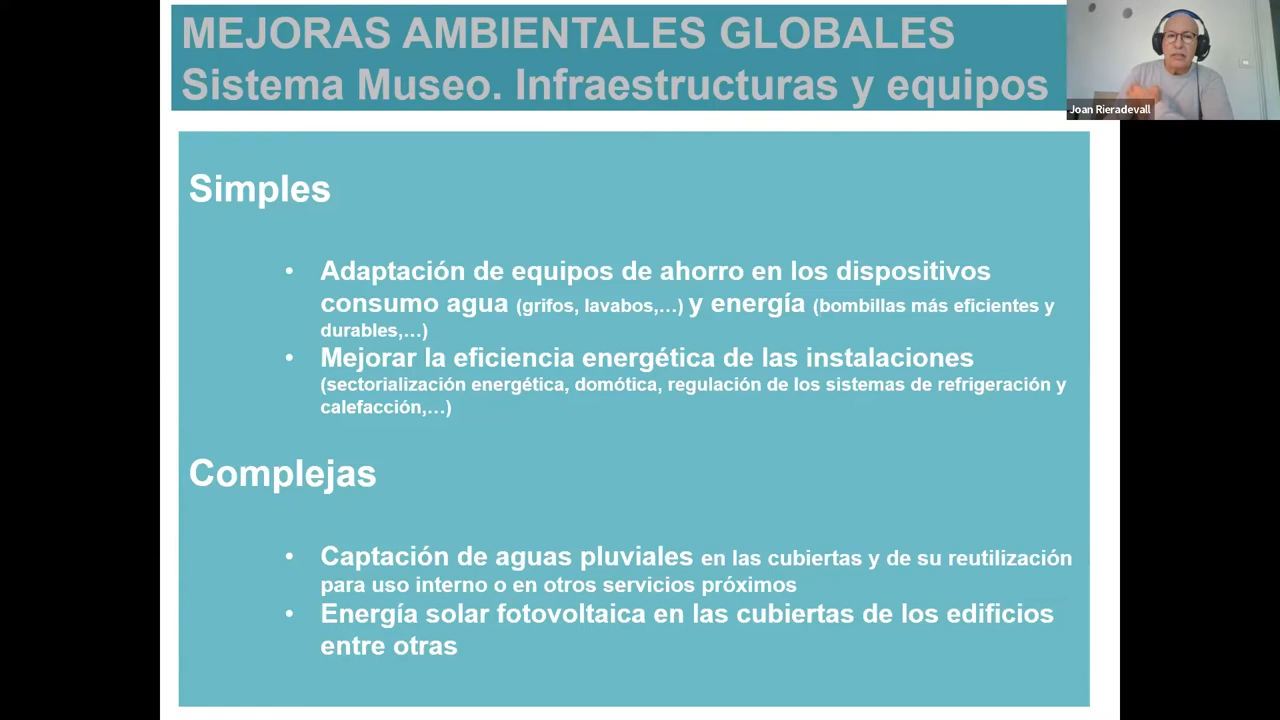 MEJORAS AMBIENTALES GLOBALES
Sistema Museo. Infraestructuras y equipos
Joan Rieradevall
Simples
• Adaptación de equipos de ahorro en los dispositivos
consumo agua (grifos, lavabos,...) y energía (bombillas más eficientes y
durables,...)
• Mejorar la eficiencia energética de las instalaciones
(sectorialización energética, domótica, regulación de los sistemas de refrigeración y
calefacción,...)
Complejas
• Captación de aguas pluviales en las cubiertas y de su reutilización
para uso interno o en otros servicios próximos
• Energía solar fotovoltaica en las cubiertas de los edificios
entre otras